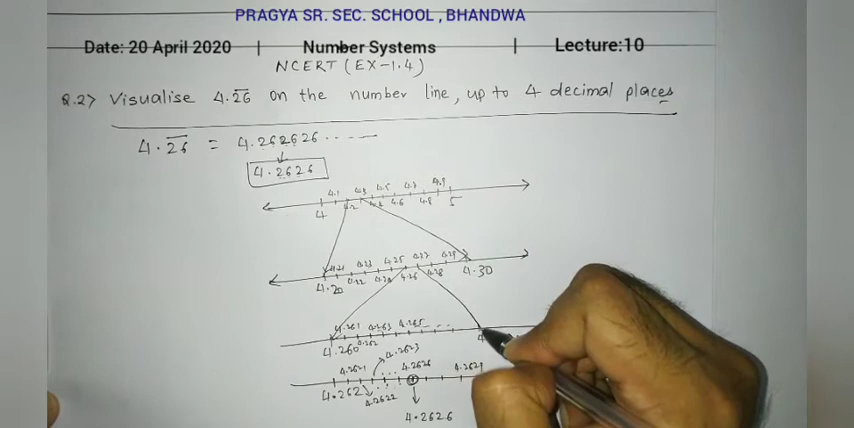 PRAGYA SR. SEC. SCHOOL , BHANDWA
Date: 20 April 2020 | Number Systems | Lecture:10
NCERT (EX-1.4)
Q.2> Visualise 4.2̅6̅ on the number line, up to 4 decimal places
4.2̅6̅ = 4.262626.....
4.2626
4.1 4.3 4.5 4.7 4.9
4 4.2 4.4 4.6 4.8 5
4.21 4.23 4.25 4.27 4.29
4.20 4.22 4.24 4.26 4.28 4.30
4.261 4.263 4.265
4.260 4.262
4.2623
4.2621 4.2626 4.2629
4.262
4.2622
4.2626